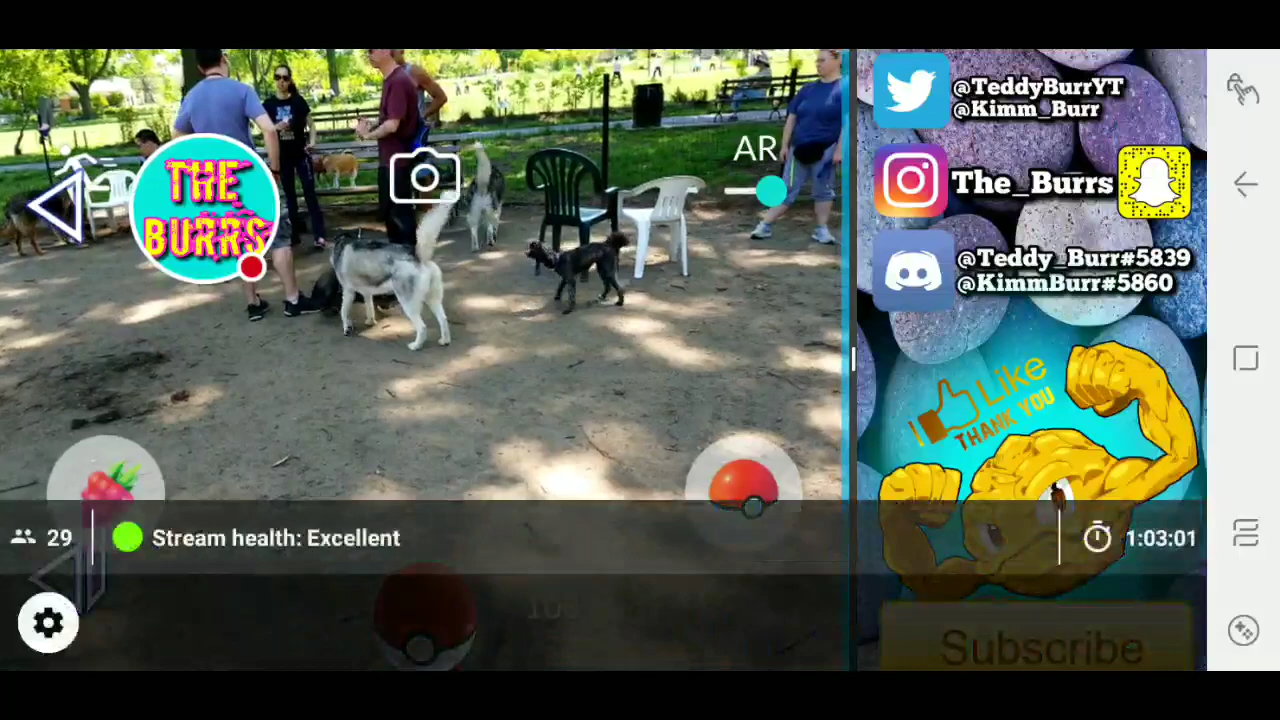 @TeddyBurrYT
@Kimm_Burr
AR
THE
BURRS
The_Burrs
@Teddy_Burr#5839
@KimmBurr#5860
Like
THANK YOU
29
Stream health: Excellent
1:03:01
Subscribe